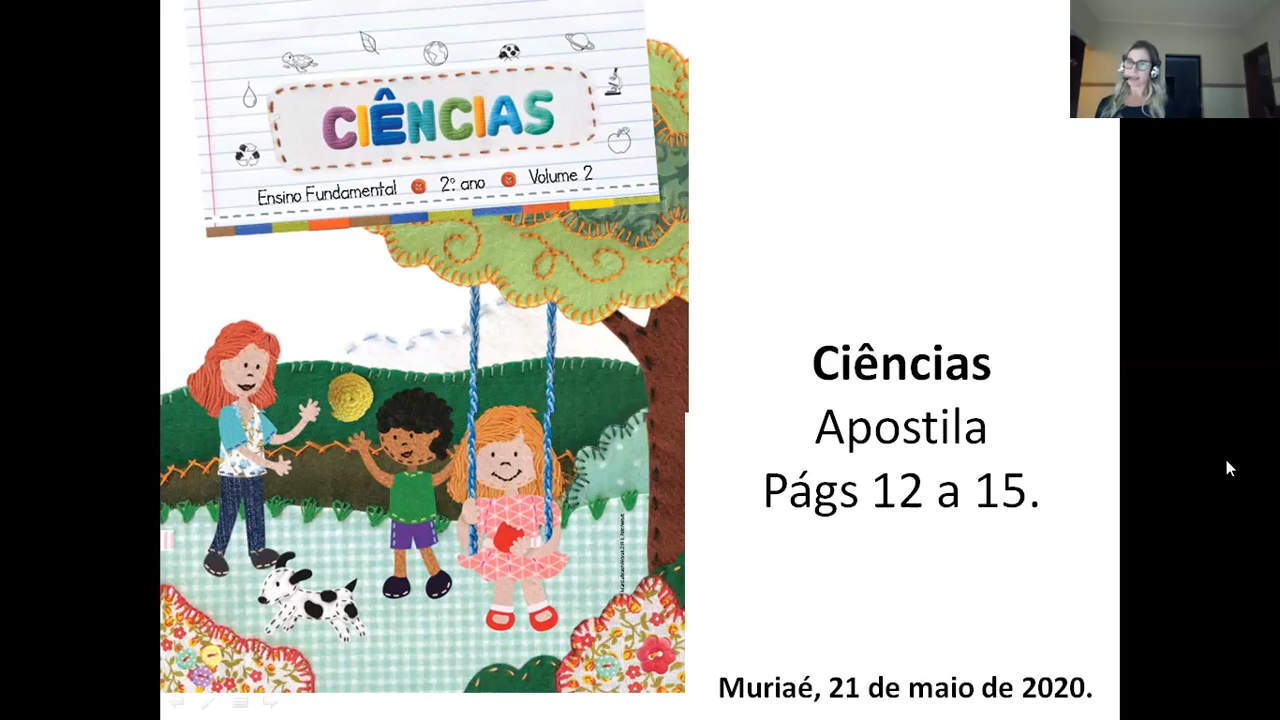 CIÊNCIAS
Ensino Fundamental 2º ano Volume 2
Ciências
Apostila
Págs 12 a 15.
Muriaé, 21 de maio de 2020.